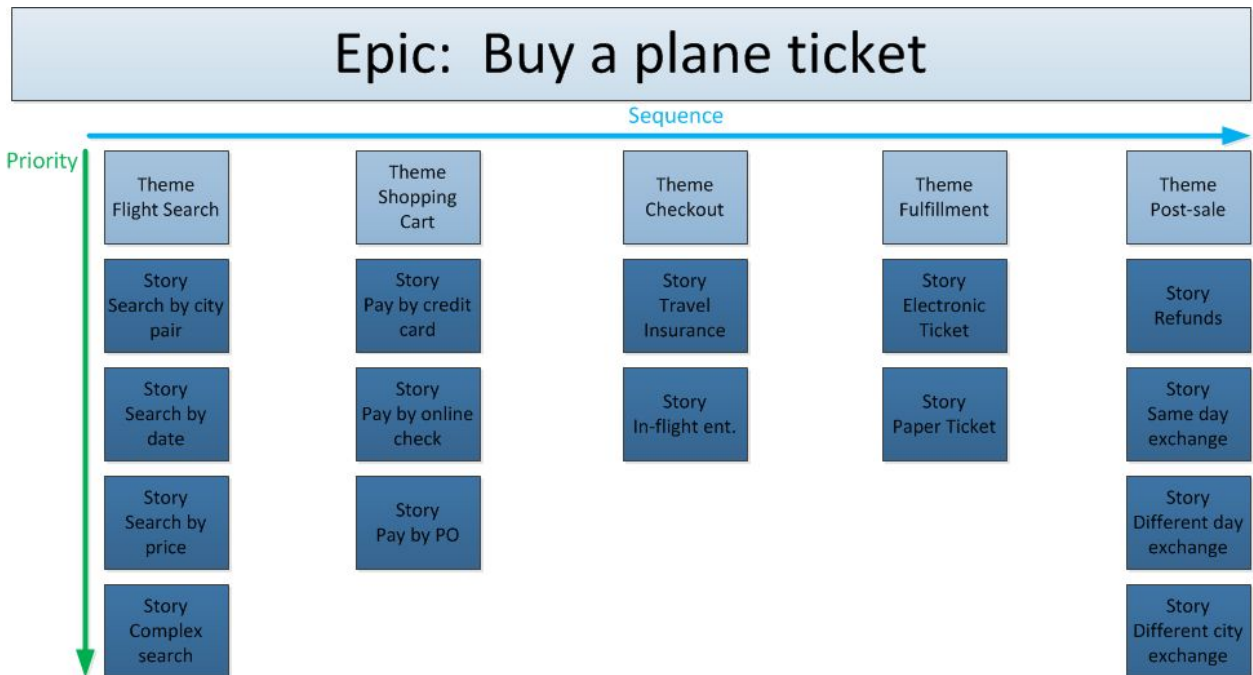 Epic: Buy a plane ticket
Sequence
Priority
Theme
Flight Search
Theme
Shopping
Cart
Theme
Checkout
Theme
Fulfillment
Theme
Post-sale
Story
Search by city
pair
Story
Pay by credit
card
Story
Travel
Insurance
Story
Electronic
Ticket
Story
Refunds
Story
Search by
date
Story
Pay by online
check
Story
In-flight ent.
Story
Paper Ticket
Story
Same day
exchange
Story
Search by
price
Story
Pay by PO
Story
Different day
exchange
Story
Complex
search
Story
Different city
exchange